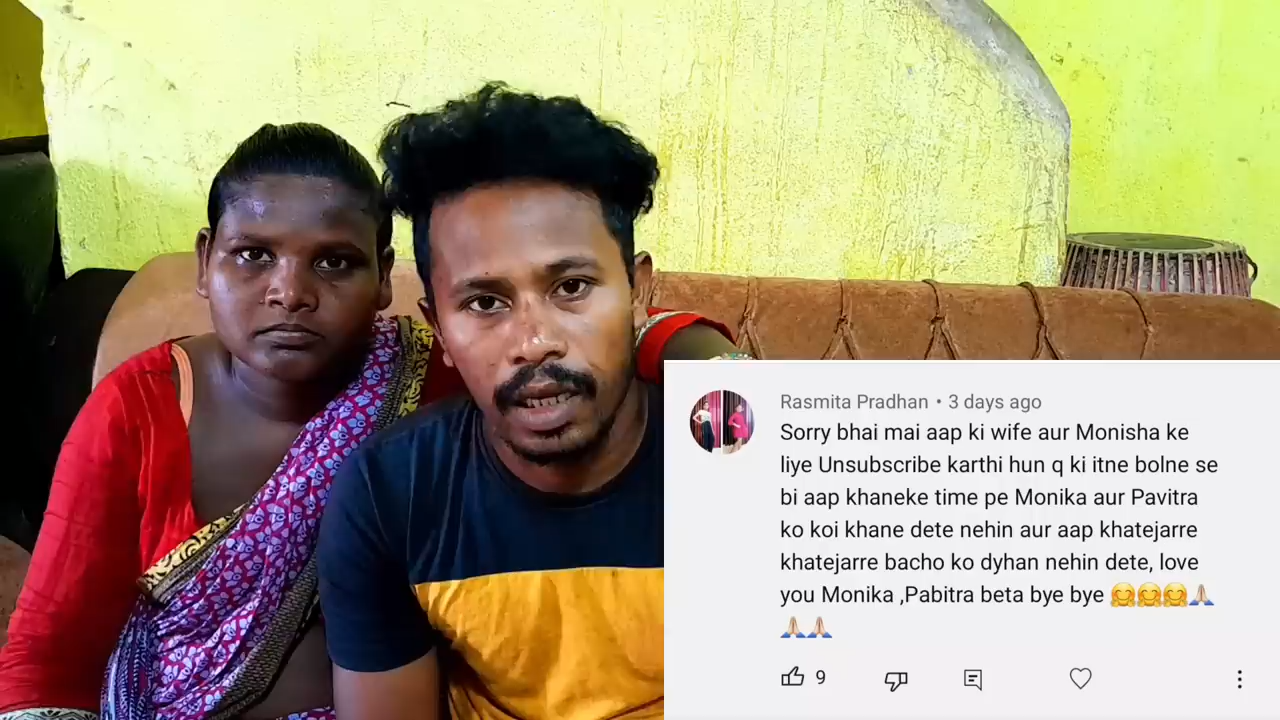 Rasmita Pradhan • 3 days ago
Sorry bhai mai aap ki wife aur Monisha ke
liye Unsubscribe karthi hun q ki itne bolne se
bi aap khaneke time pe Monika aur Pavitra
ko koi khane dete nehin aur aap khatejarre
khatejarre bacho ko dyhan nehin dete, love
you Monika ,Pabitra beta bye bye 🤗🤗🤗🙏🏼
🙏🏼🙏🏼
9